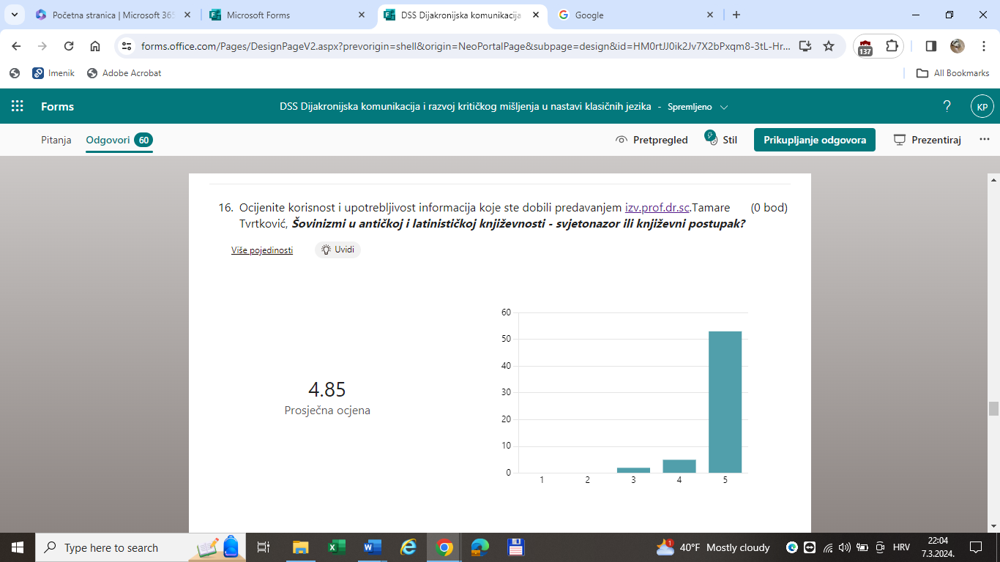 Početna stranica | Microsoft 365
Microsoft Forms
DSS Dijakronijska komunikacija
Google
forms.office.com/Pages/DesignPageV2.aspx?prevorigin=shell&origin=NeoPortalPage&subpage=design&id=HM0rtJJ0ik2Jv7X2bPxqm8-3tL-Hr...
137
Imenik
Adobe Acrobat
All Bookmarks
Forms
DSS Dijakronijska komunikacija i razvoj kritičkog mišljenja u nastavi klasičnih jezika - Spremljeno
? KP
Pitanja
Odgovori 60
Pretpregled
Stil
Prikupljanje odgovora
Prezentiraj
16. Ocijenite korisnost i upotrebljivost informacija koje ste dobili predavanjem izv.prof.dr.sc.Tamare (0 bod)
Tvrtković, Šovinizmi u antičkoj i latinističkoj književnosti - svjetonazor ili književni postupak?
Više pojedinosti
Uvidi
4.85
Prosječna ocjena
60
50
40
30
20
10
0
1 2 3 4 5
Type here to search
1
40°F Mostly cloudy
HRV
22:04
7.3.2024.